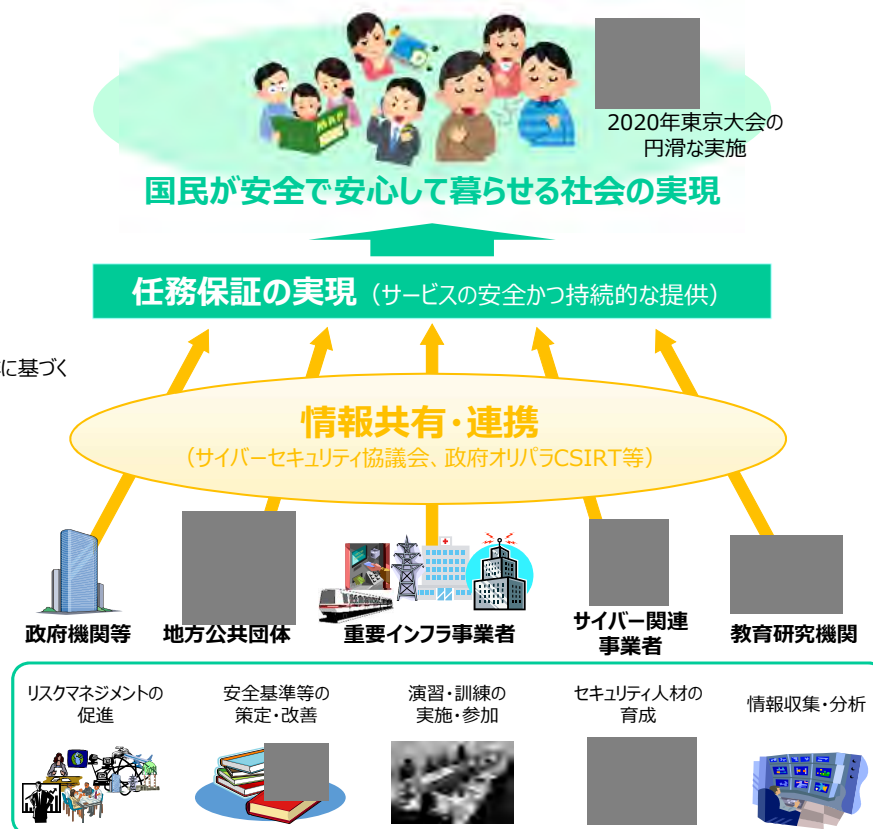 2020年東京大会の
円滑な実施
国民が安全で安心して暮らせる社会の実現
任務保証の実現（サービスの安全かつ持続的な提供）
に基づく
情報共有・連携
（サイバーセキュリティ協議会、政府オリパラCSIRT等）
政府機関等
地方公共団体
重要インフラ事業者
サイバー関連
事業者
教育研究機関
リスクマネジメントの
促進
安全基準等の
策定・改善
演習・訓練の
実施・参加
セキュリティ人材の
育成
情報収集・分析